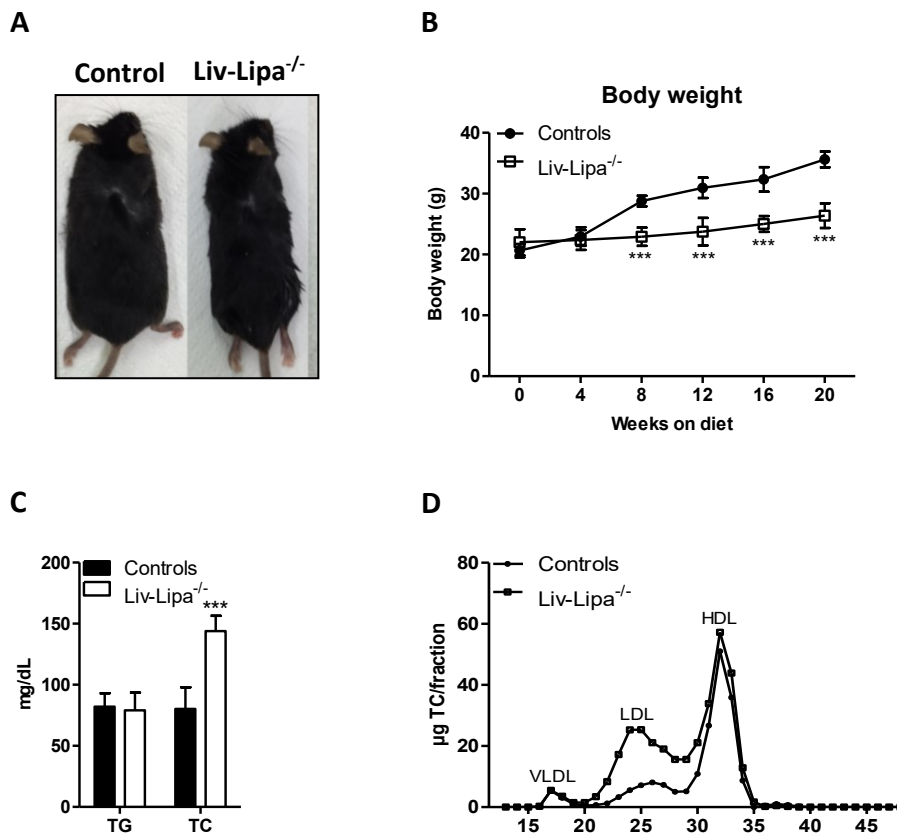 A
Control Liv-Lipa-/-
B
Body weight
Controls
Liv-Lipa-/-
40
30
20
10
0
Body weight (g)
*** *** *** ***
0 4 8 12 16 20
Weeks on diet
C
200
150
100
50
0
mg/dL
Controls
Liv-Lipa-/-
***
TG TC
D
80
60
40
20
0
µg TC/fraction
Controls
Liv-Lipa-/-
HDL
LDL
VLDL
15 20 25 30 35 40 45